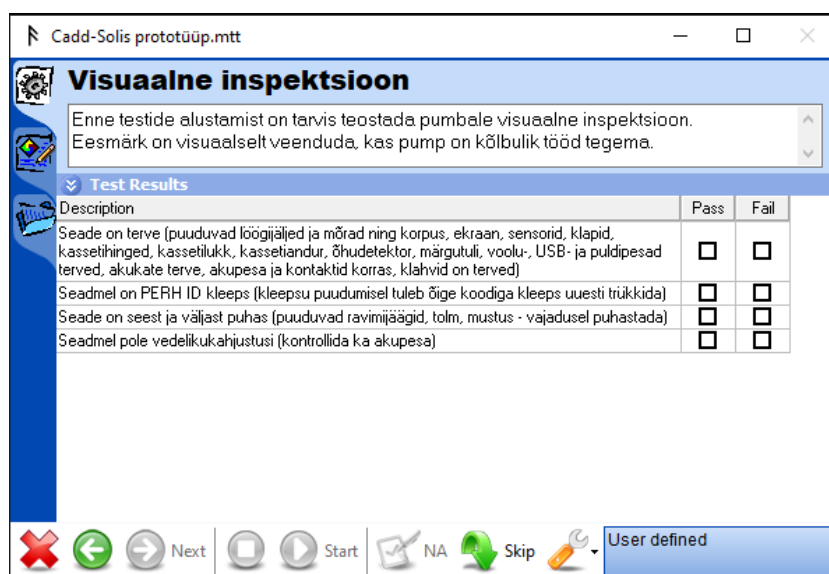 Cadd-Solis prototüüp.mtt
Visuaalne inspektsioon
Enne testide alustamist on tarvis teostada pumbale visuaalne inspektsioon.
Eesmärk on visuaalselt veenduda, kas pump on kõlbulik tööd tegema.
Test Results
Description Pass Fail
Seade on terve (puuduvad löögijäljed ja mõrad ning korpus, ekraan, sensorid, klapid,
kassetihinged, kassetilukk, kassetiandur, õhudetektor, märgutuli, voolu-, USB- ja puldipesad
terved, akukate terve, akupesa ja kontaktid korras, klahvid on terved)
Seadmel on PERH ID kleeps (kleepsu puudumisel tuleb õige koodiga kleeps uuesti trükkida)
Seade on seest ja väljast puhas (puuduvad ravimijäägid, tolm, mustus - vajadusel puhastada)
Seadmel pole vedelikukahjustusi (kontrollida ka akupesa)
Next Start NA Skip User defined